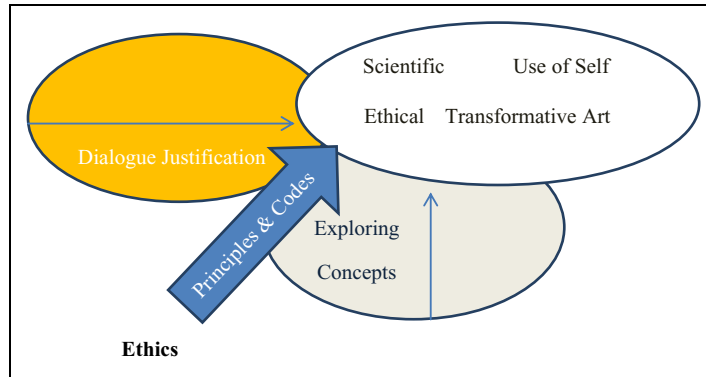 Scientific Use of Self
Ethical Transformative Art
Dialogue Justification
Principles & Codes
Exploring
Concepts
Ethics